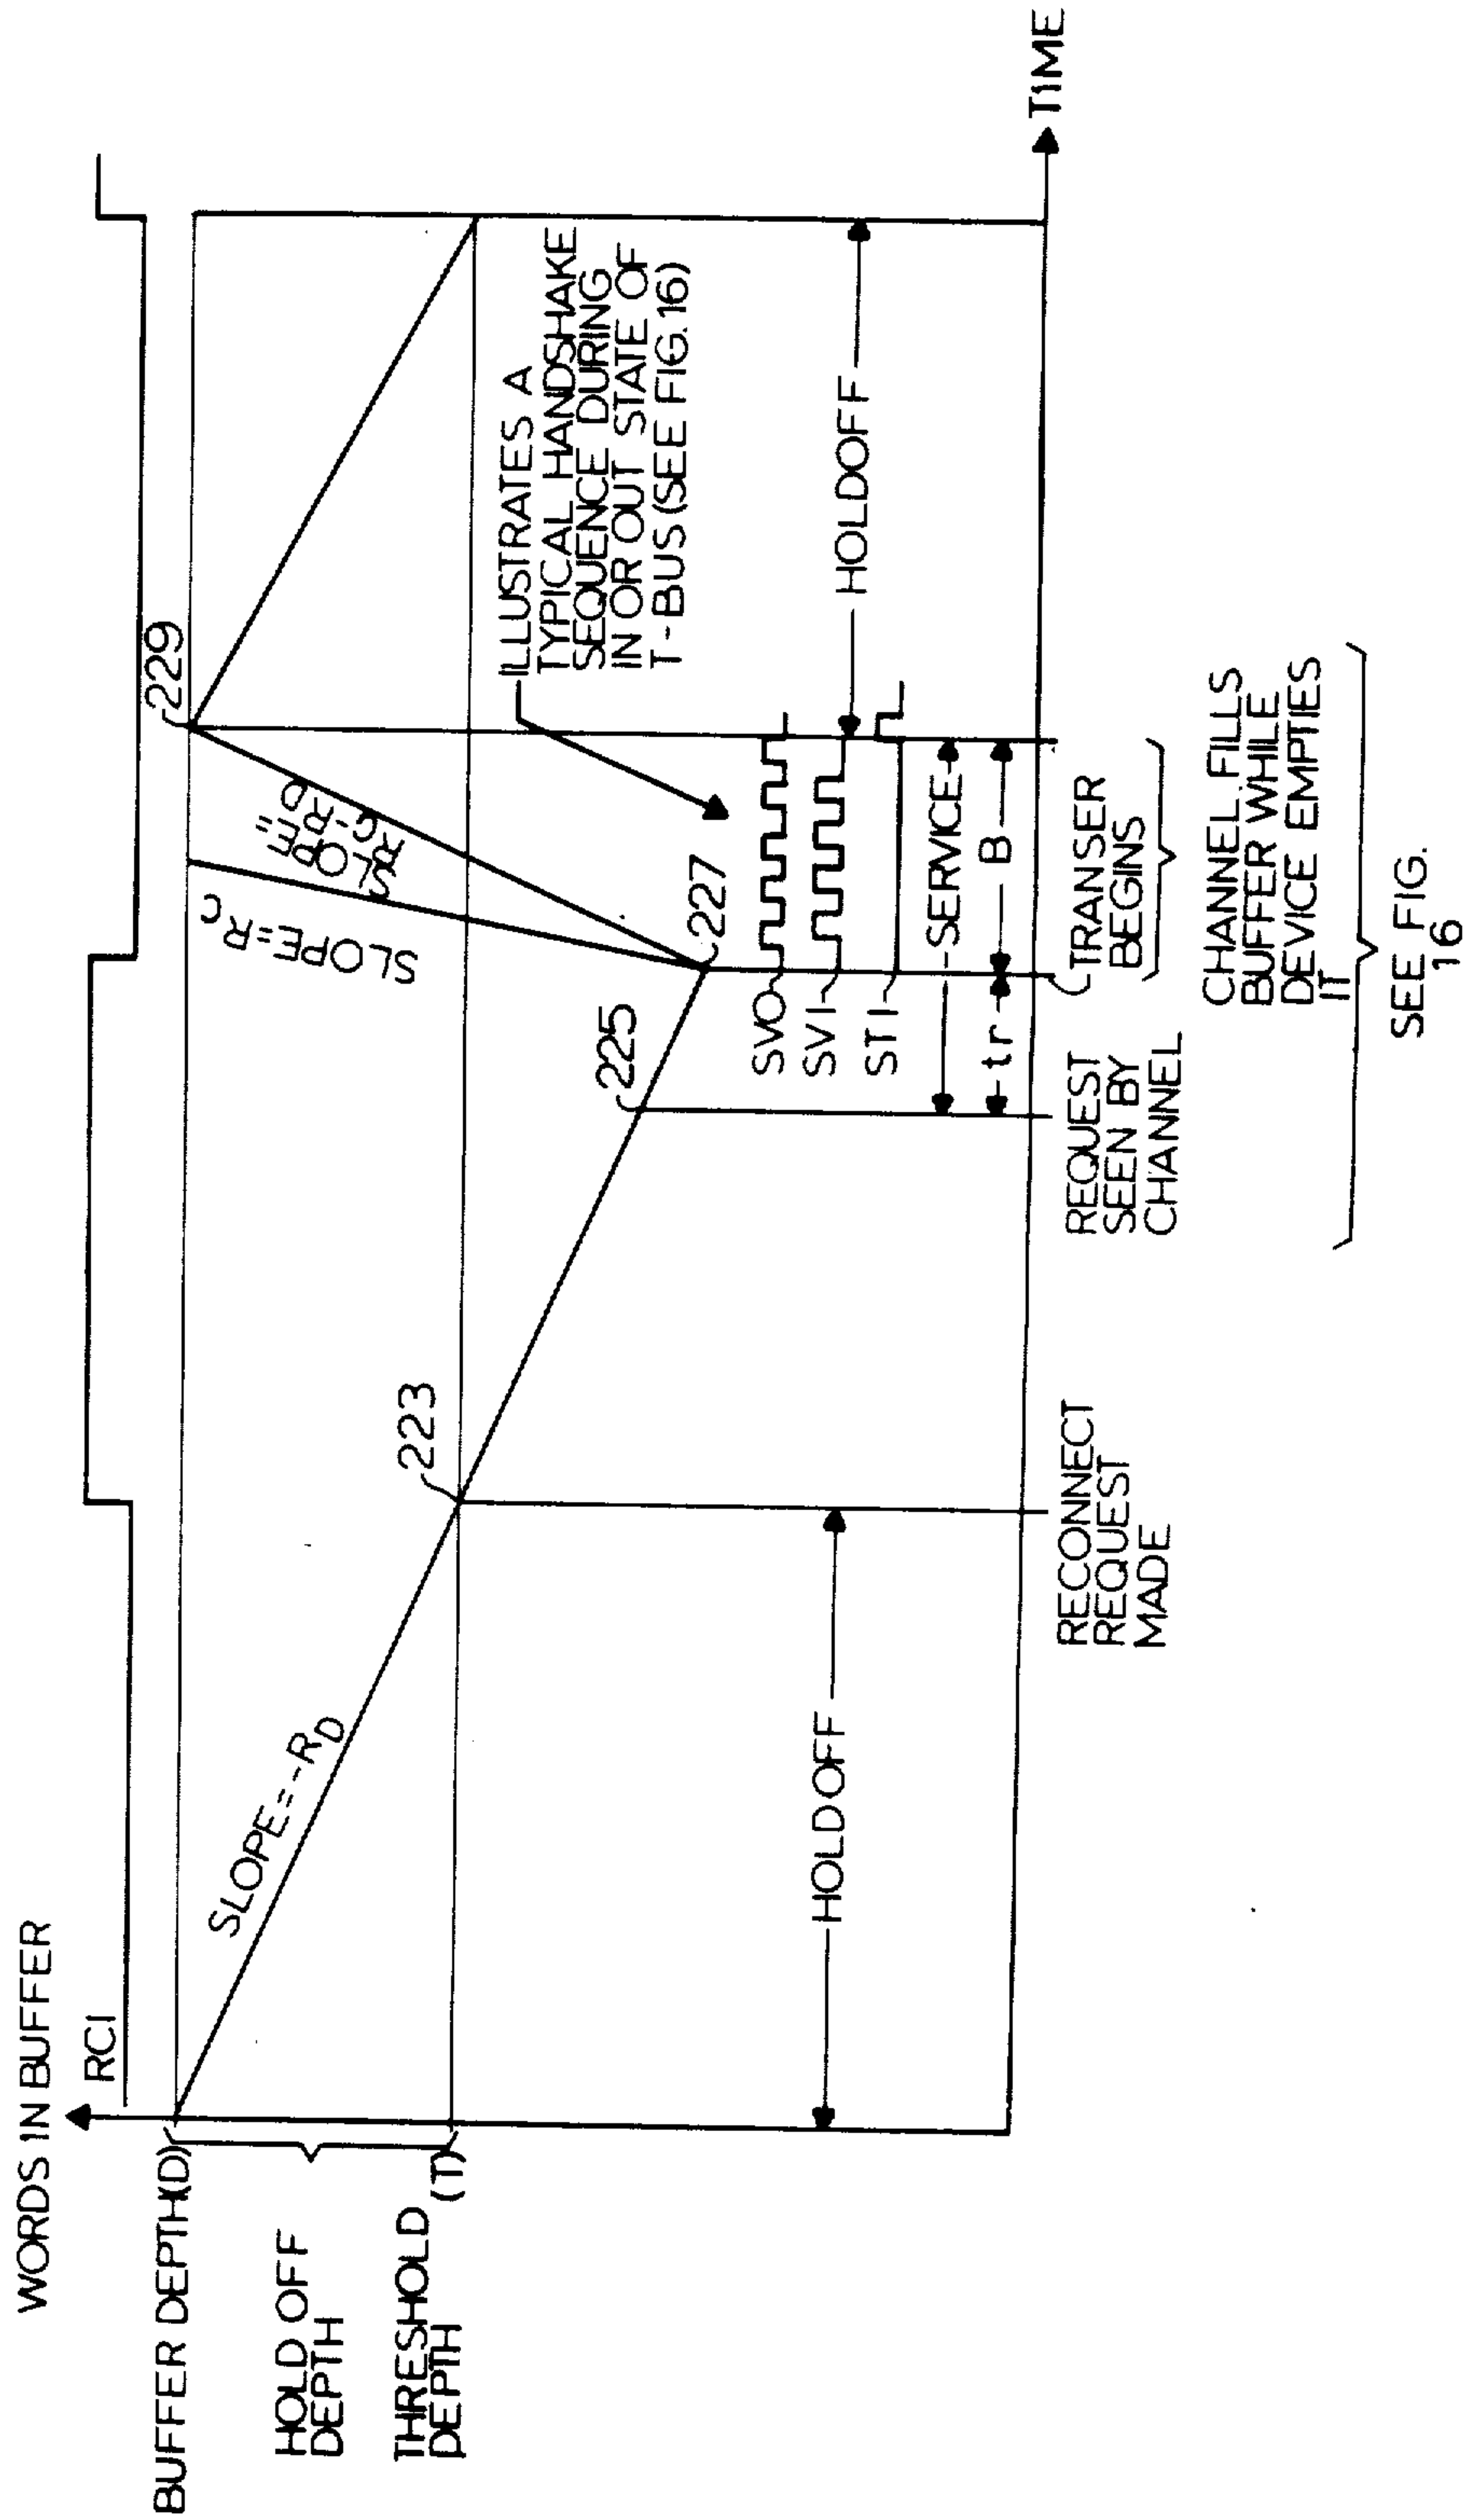 WORDS IN BUFFER
RCI
BUFFER DEPTH(D)
HOLD OFF
DEPTH
THRESHOLD
DEPTH (T)
SLOPE=-RD
223
225
227
229
SLOPE=RC
SLOPE=
RC-RD
ILLUSTRATES A
TYPICAL HANDSHAKE
SEQUENCE DURING
IN OR OUT STATE OF
T-BUS (SEE FIG.16)
SVO
SVI
STI
HOLDOFF
HOLDOFF
SERVICE
tr
B
TIME
RECONNECT
REQUEST
MADE
REQUEST
SEEN BY
CHANNEL
TRANSER
BEGINS
CHANNEL FILLS
BUFFER WHILE
DEVICE EMPTIES
IT
SEE FIG.
16